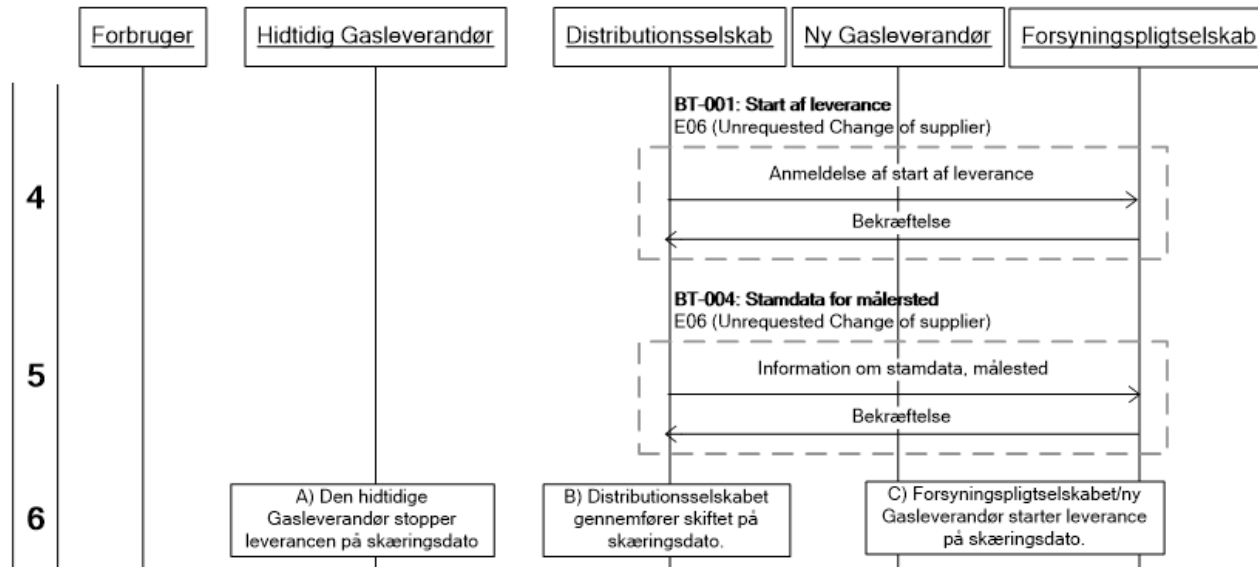 Forbruger
Hidtidig Gasleverandør
Distributionsselskab
Ny Gasleverandør
Forsyningspligtselskab
BT-001: Start af leverance
E06 (Unrequested Change of supplier)
4
Anmeldelse af start af leverance
Bekræftelse
BT-004: Stamdata for målersted
E06 (Unrequested Change of supplier)
5
Information om stamdata, målested
Bekræftelse
6
A) Den hidtidige
Gasleverandør stopper
leverancen på skæringsdato
B) Distributionsselskabet
gennemfører skiftet på
skæringsdato.
C) Forsyningspligtselskabet/ny
Gasleverandør starter leverance
på skæringsdato.